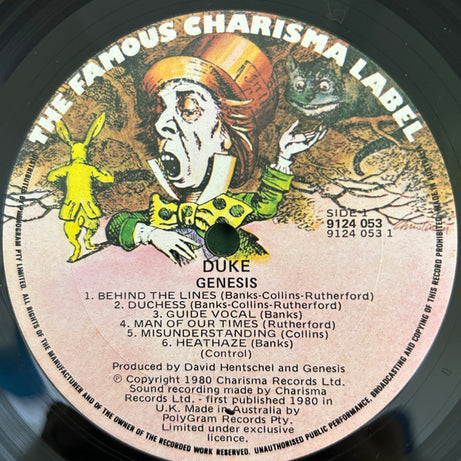 THE FAMOUS CHARISMA LABEL
SIDE 1
9124 053
9124 053 1
DUKE
GENESIS
1. BEHIND THE LINES (Banks-Collins-Rutherford)
2. DUCHESS (Banks-Collins-Rutherford)
3. GUIDE VOCAL (Banks)
4. MAN OF OUR TIMES (Rutherford)
5. MISUNDERSTANDING (Collins)
6. HEATHAZE (Banks)
(Control)
Produced by David Hentschel and Genesis
℗ Copyright 1980 Charisma Records Ltd.
Sound recording made by Charisma
Records Ltd. - first published 1980 in
U.K. Made in Australia by
PolyGram Records Pty.
Limited under exclusive
licence.
PTY LIMITED. ALL RIGHTS OF THE MANUFACTURER AND OF THE OWNER OF THE RECORDED WORK RESERVED. UNAUTHORISED PUBLIC PERFORMANCE, BROADCASTING AND COPYING OF THIS RECORD PROHIBITED